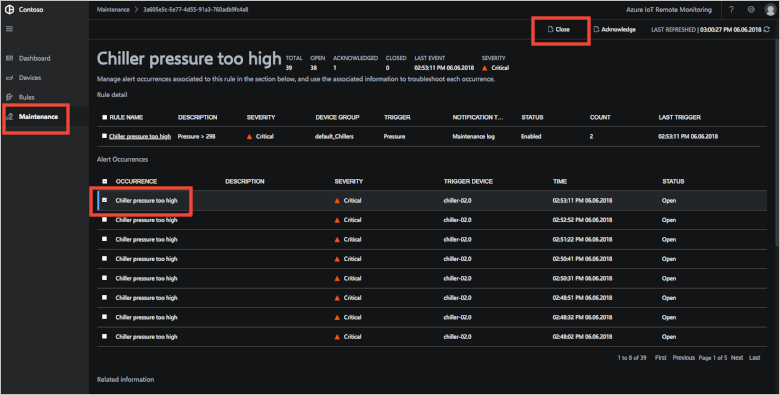 Contoso
Maintenance > 3a605e5c-6e77-4d55-91a3-760adb9fc4a8
Azure IoT Remote Monitoring
?
Close
Acknowledge
LAST REFRESHED | 03:00:27 PM 06.06.2018
Dashboard
Devices
Rules
Maintenance
Chiller pressure too high
TOTAL OPEN ACKNOWLEDGED CLOSED LAST EVENT SEVERITY
39 38 1 0 02:53:11 PM 06.06.2018 Critical
Manage alert occurrences associated to this rule in the section below, and use the associated information to troubleshoot each occurrence.
Rule detail
RULE NAME DESCRIPTION SEVERITY DEVICE GROUP TRIGGER NOTIFICATION T... STATUS COUNT LAST TRIGGER
Chiller pressure too high Pressure > 298 Critical default_Chillers Pressure Maintenance log Enabled 2 02:53:11 PM 06.06.2018
Alert Occurrences
OCCURRENCE DESCRIPTION SEVERITY TRIGGER DEVICE TIME STATUS
Chiller pressure too high Critical chiller-02.0 02:53:11 PM 06.06.2018 Open
Chiller pressure too high Critical chiller-02.0 02:52:52 PM 06.06.2018 Open
Chiller pressure too high Critical chiller-02.0 02:51:22 PM 06.06.2018 Open
Chiller pressure too high Critical chiller-02.0 02:50:41 PM 06.06.2018 Open
Chiller pressure too high Critical chiller-02.0 02:50:31 PM 06.06.2018 Open
Chiller pressure too high Critical chiller-02.0 02:48:51 PM 06.06.2018 Open
Chiller pressure too high Critical chiller-02.0 02:48:32 PM 06.06.2018 Open
Chiller pressure too high Critical chiller-02.0 02:48:02 PM 06.06.2018 Open
1 to 8 of 39 First Previous Page 1 of 5 Next Last
Related information